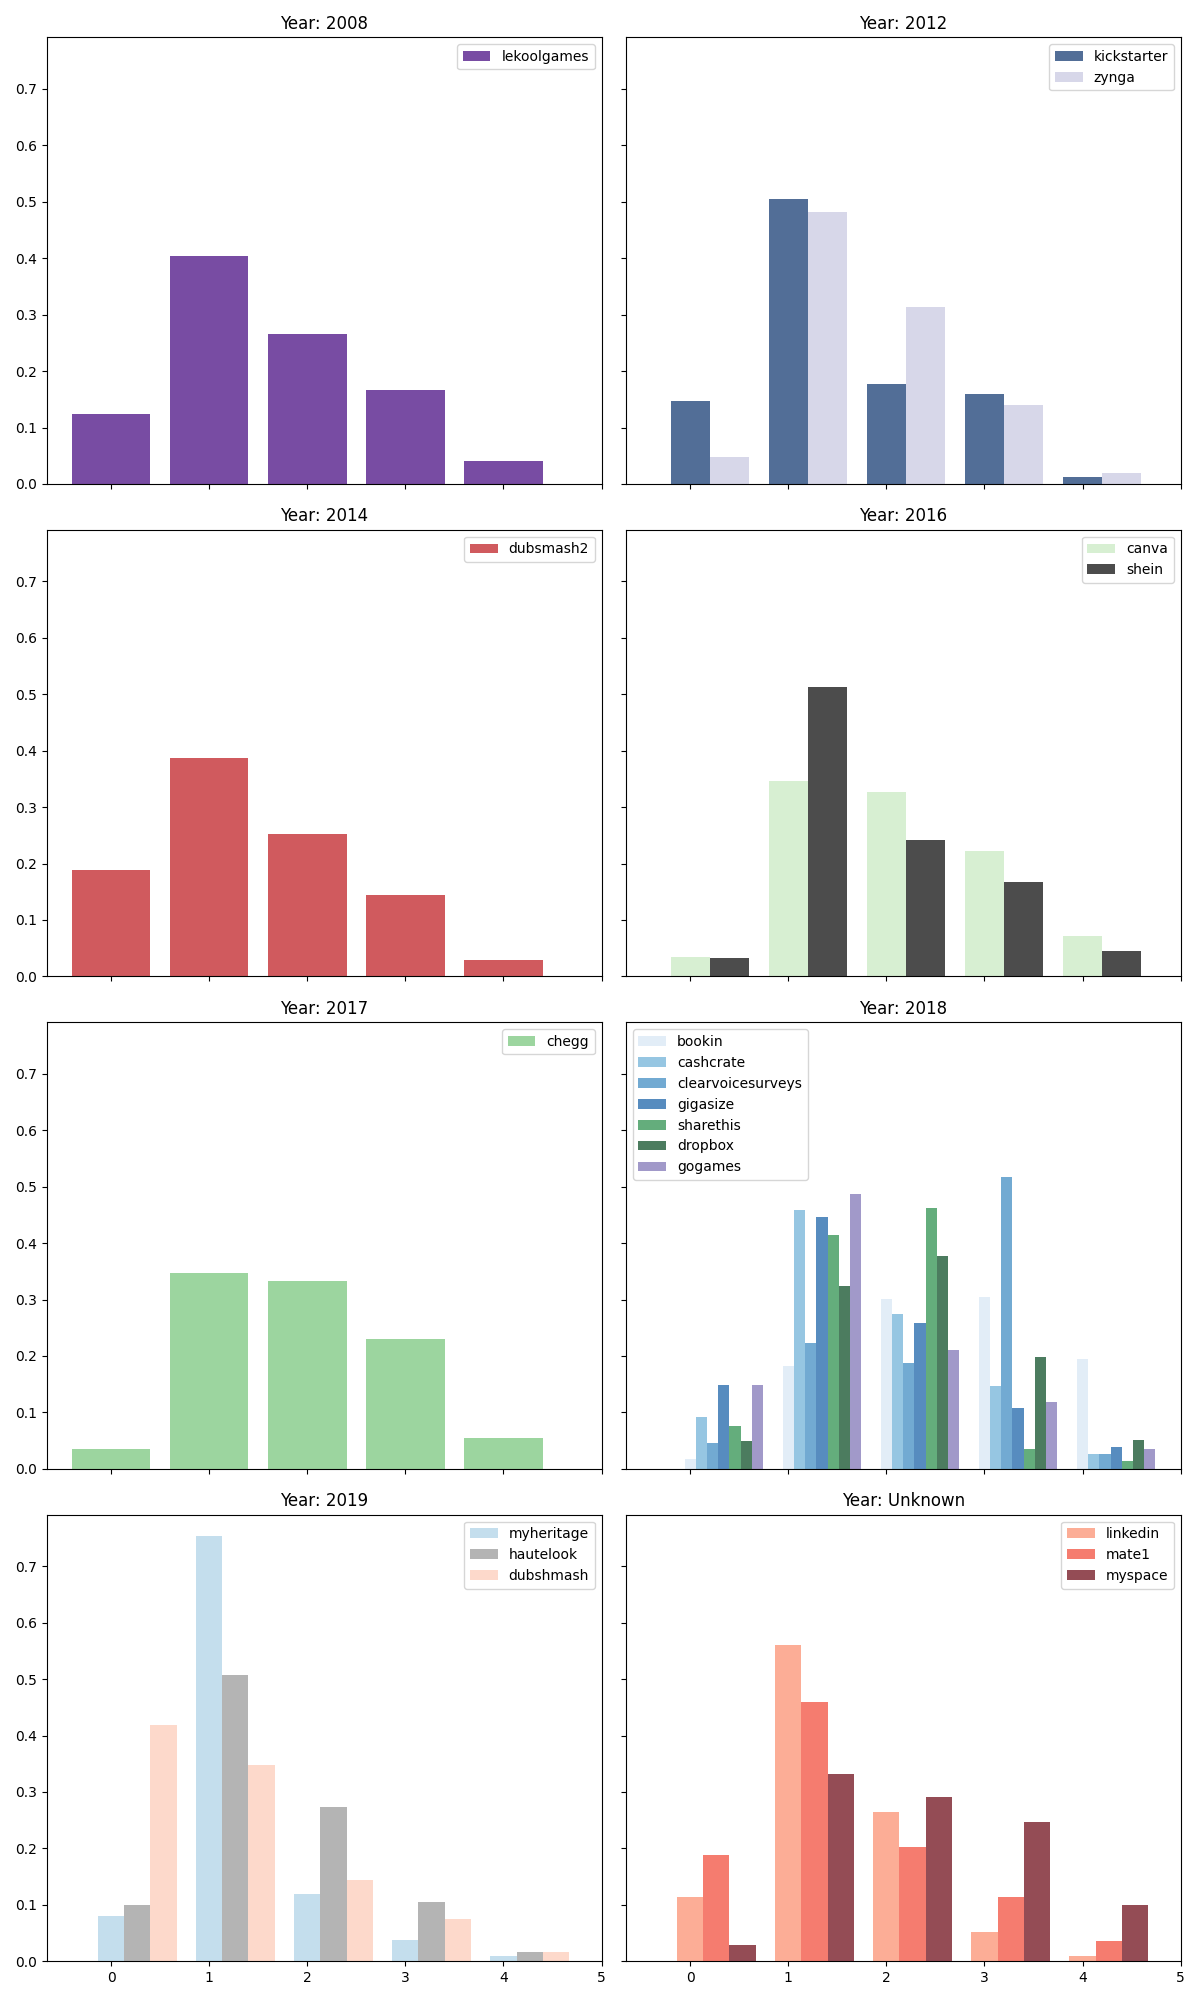 Year: 2008
lekoolgames
0.7
0.6
0.5
0.4
0.3
0.2
0.1
0.0
Year: 2012
kickstarter
zynga
Year: 2014
dubsmash2
0.7
0.6
0.5
0.4
0.3
0.2
0.1
0.0
Year: 2016
canva
shein
Year: 2017
chegg
0.7
0.6
0.5
0.4
0.3
0.2
0.1
0.0
Year: 2018
bookin
cashcrate
clearvoicesurveys
gigasize
sharethis
dropbox
gogames
Year: 2019
myheritage
hautelook
dubshmash
0.7
0.6
0.5
0.4
0.3
0.2
0.1
0.0
0 1 2 3 4 5
Year: Unknown
linkedin
mate1
myspace
0 1 2 3 4 5